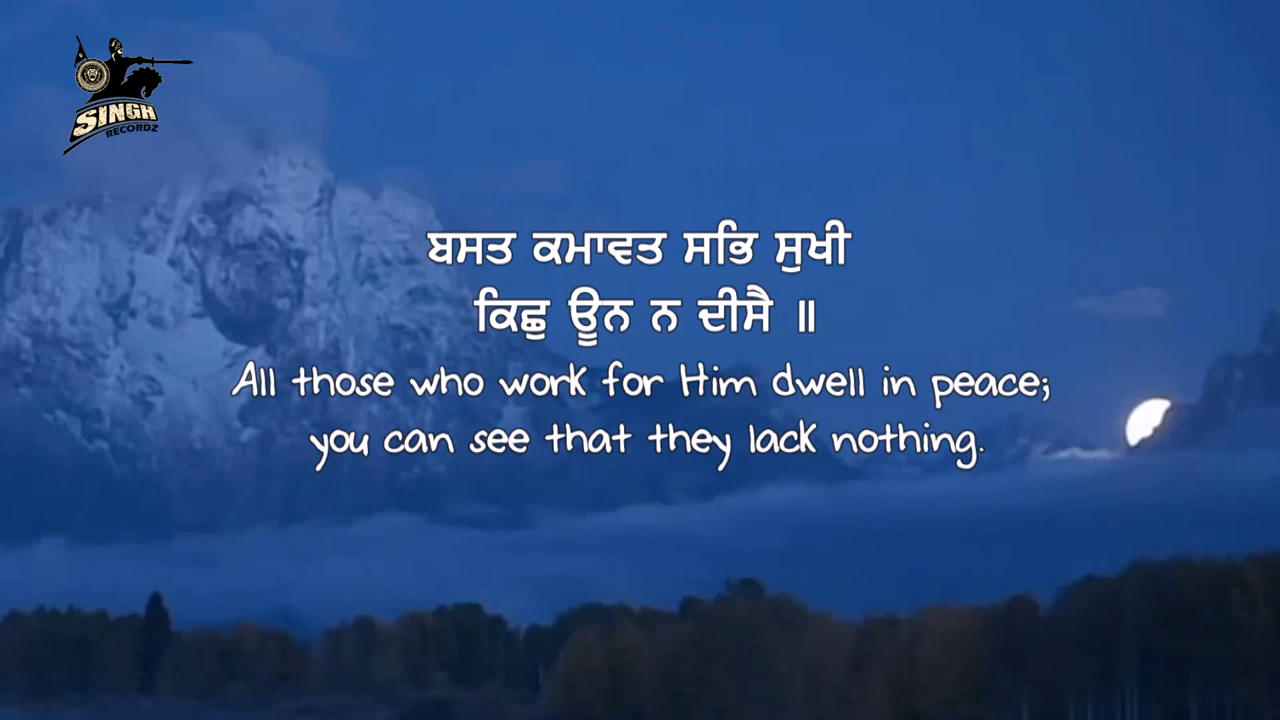 SINGH
RECORDZ
ਬਸਤ ਕਮਾਵਤ ਸਭਿ ਸੁਖੀ
ਕਿਛੁ ਊਨ ਨ ਦੀਸੈ ॥
All those who work for Him dwell in peace;
you can see that they lack nothing.